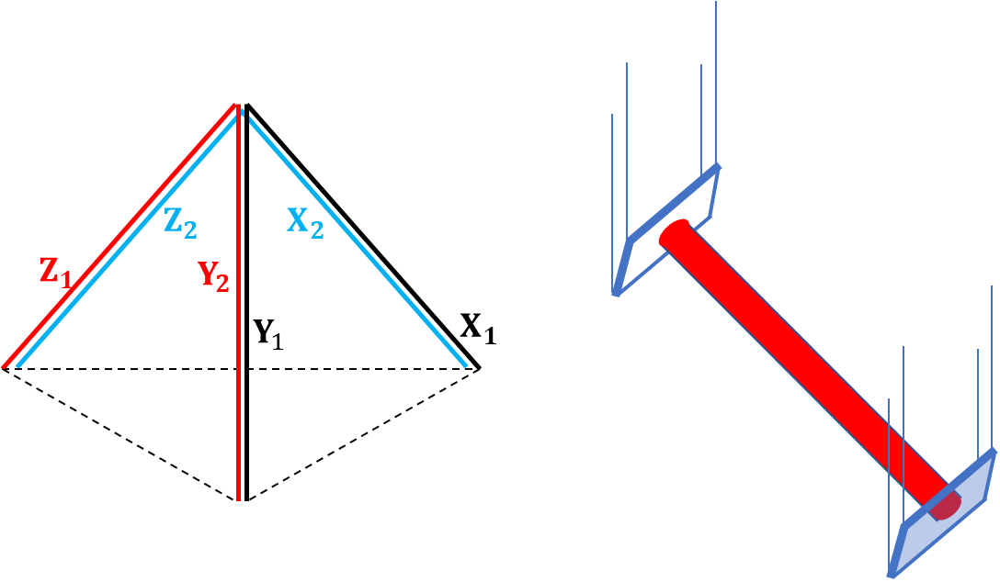 Z₂ X₂
Z₁ Y₂
Y₁ X₁